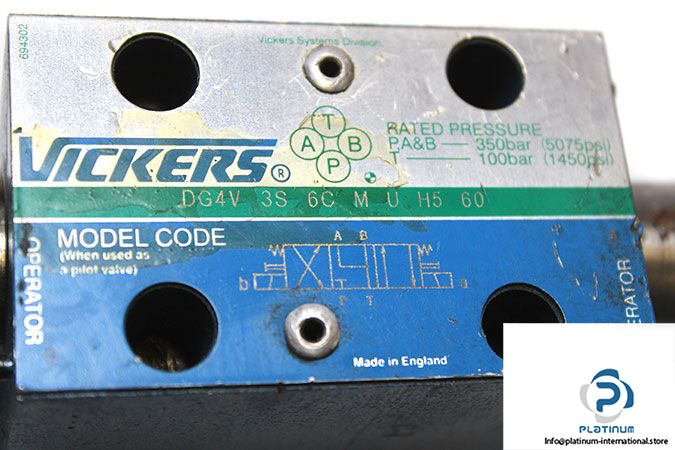 694302
Vickers Systems Division
VICKERS®
T
A B
P
RATED PRESSURE
P,A&B — 350bar (5075psi)
T — 100bar (1450psi)
DG4V 3S 6C M U H5 60
MODEL CODE
(When used as
a pilot valve)
OPERATOR
A B
b a
P T
ERATOR
Made in England
P
PLATINUM
Info@platinum-international.store